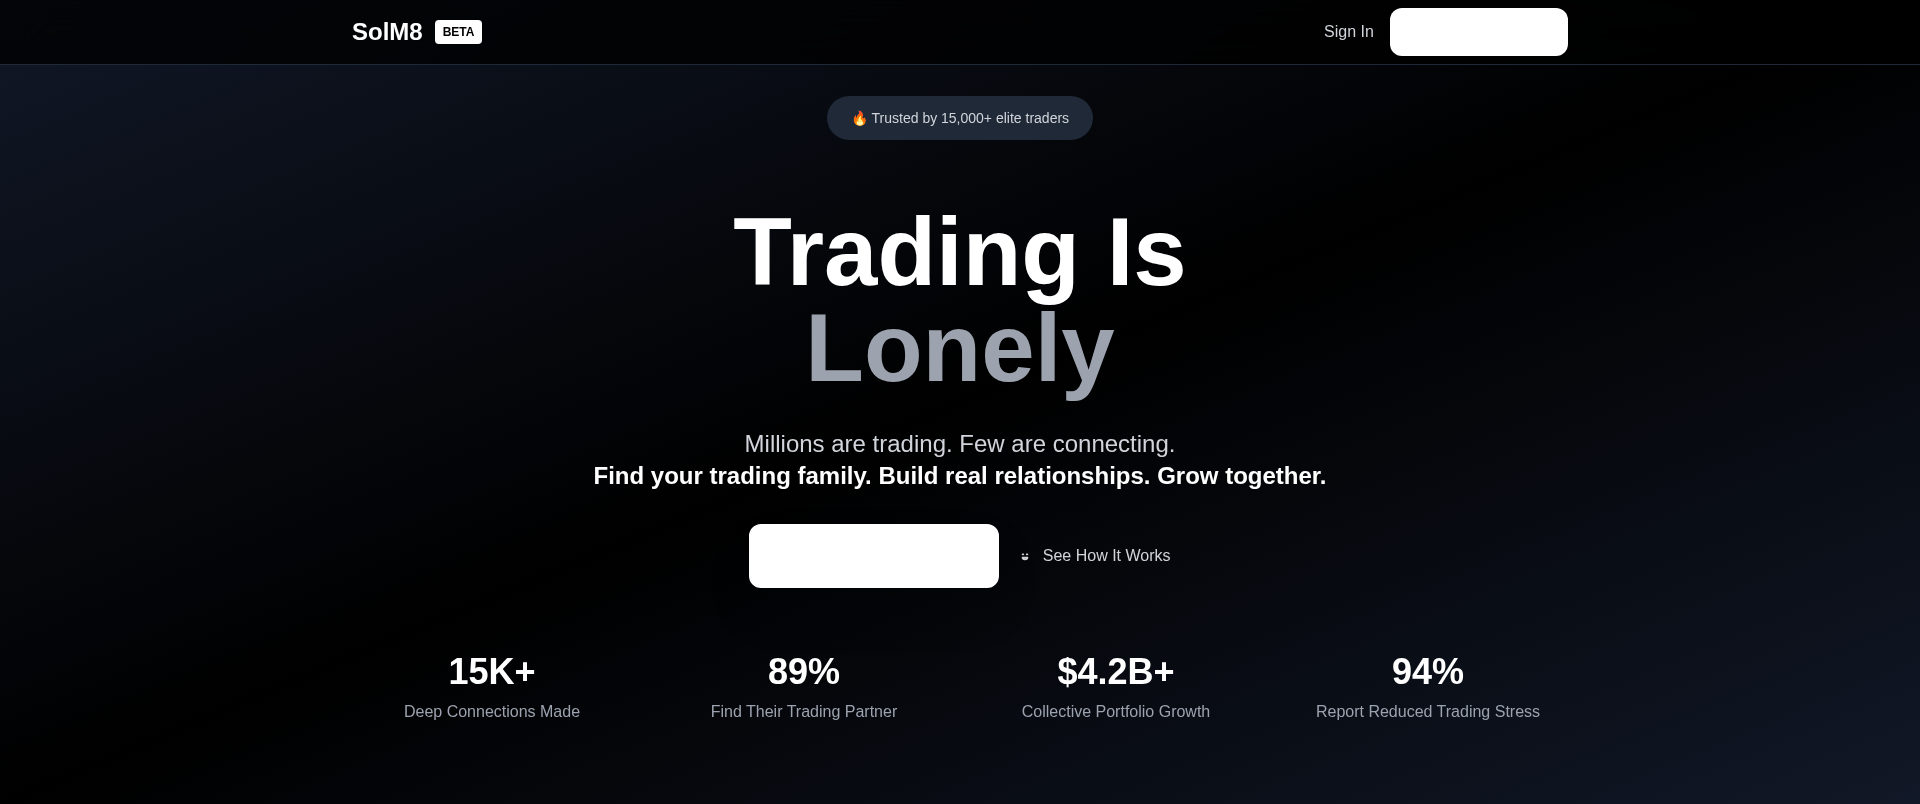 SolM8 BETA
Sign In
🔥 Trusted by 15,000+ elite traders
Trading Is
Lonely
Millions are trading. Few are connecting.
Find your trading family. Build real relationships. Grow together.
See How It Works
15K+
Deep Connections Made
89%
Find Their Trading Partner
$4.2B+
Collective Portfolio Growth
94%
Report Reduced Trading Stress